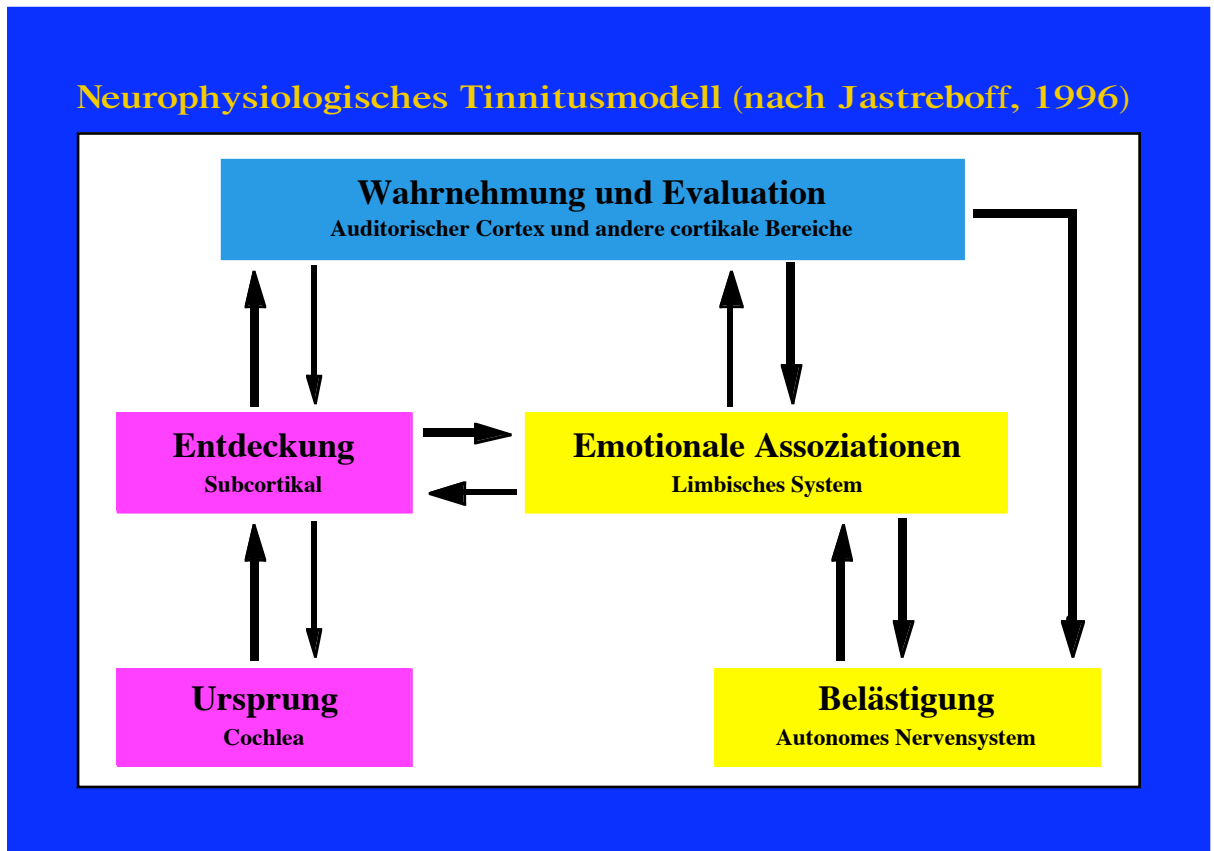 Neurophysiologisches Tinnitusmodell (nach Jastreboff, 1996)
Wahrnehmung und Evaluation
Auditorischer Cortex und andere cortikale Bereiche
Entdeckung
Subcortikal
Emotionale Assoziationen
Limbisches System
Ursprung
Cochlea
Belästigung
Autonomes Nervensystem